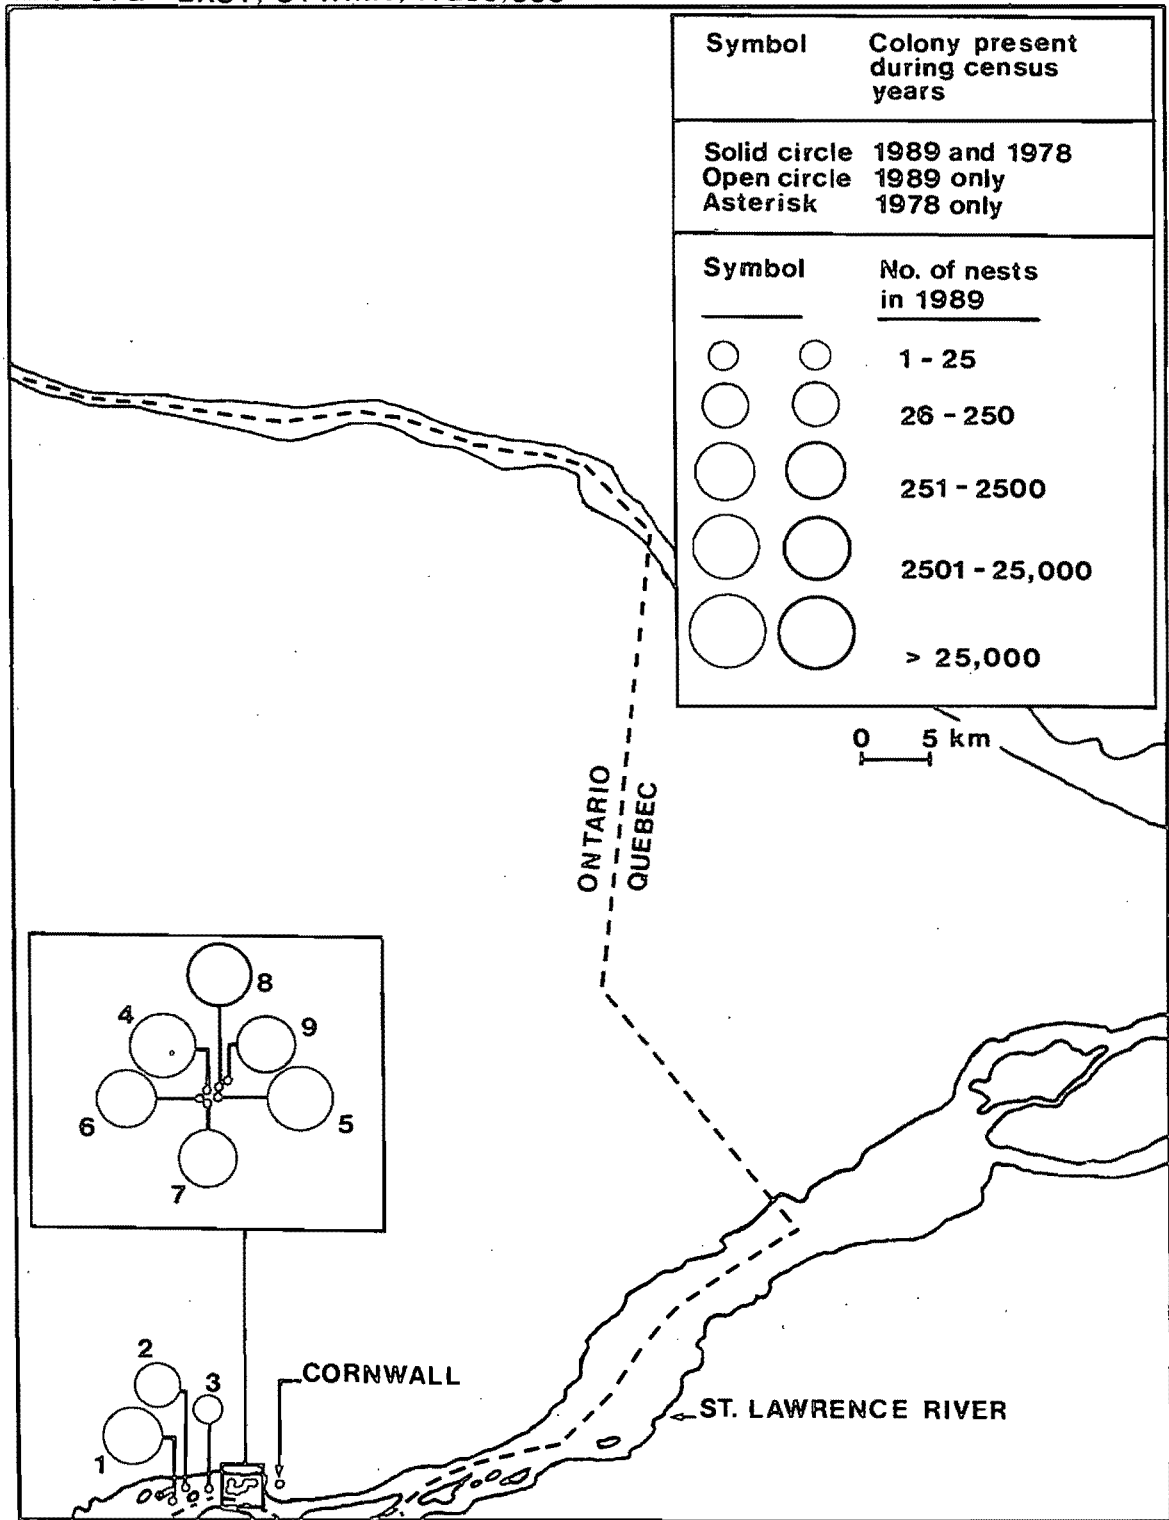 Symbol Colony present
during census
years
Solid circle 1989 and 1978
Open circle 1989 only
Asterisk 1978 only
Symbol No. of nests
in 1989
1 - 25
26 - 250
251 - 2500
2501 - 25,000
> 25,000
0 5 km
ONTARIO
QUEBEC
8
4
9
6
5
7
2
3
1
CORNWALL
ST. LAWRENCE RIVER